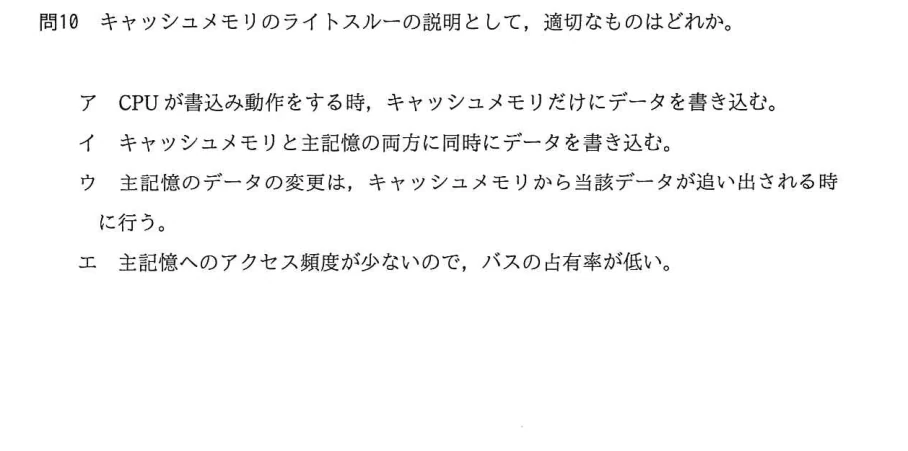 問10　キャッシュメモリのライトスルーの説明として，適切なものはどれか。
ア　CPU が書込み動作をする時，キャッシュメモリだけにデータを書き込む。
イ　キャッシュメモリと主記憶の両方に同時にデータを書き込む。
ウ　主記憶のデータの変更は，キャッシュメモリから当該データが追い出される時
に行う。
エ　主記憶へのアクセス頻度が少ないので，バスの占有率が低い。